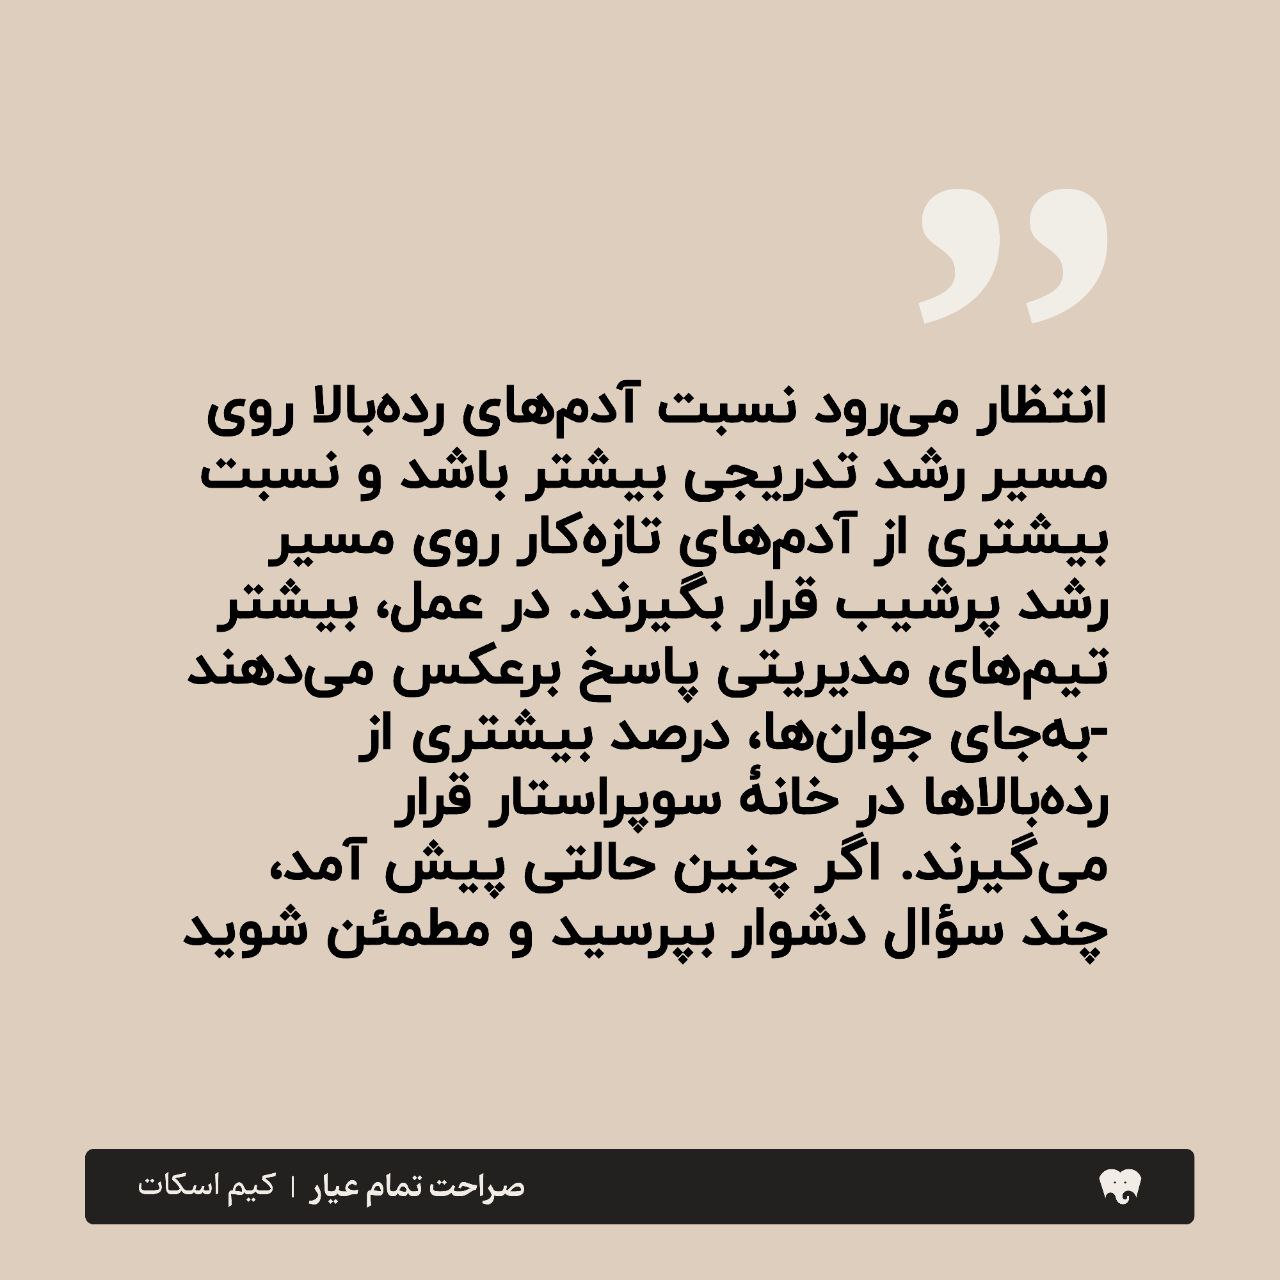 ”
انتظار می‌رود نسبت آدم‌های رده‌بالا روی
مسیر رشد تدریجی بیشتر باشد و نسبت
بیشتری از آدم‌های تازه‌کار روی مسیر
رشد پرشیب قرار بگیرند. در عمل، بیشتر
تیم‌های مدیریتی پاسخ برعکس می‌دهند
-به‌جای جوان‌ها، درصد بیشتری از
رده‌بالاها در خانهٔ سوپراستار قرار
می‌گیرند. اگر چنین حالتی پیش آمد،
چند سؤال دشوار بپرسید و مطمئن شوید
صراحت تمام عیار | کیم اسکات